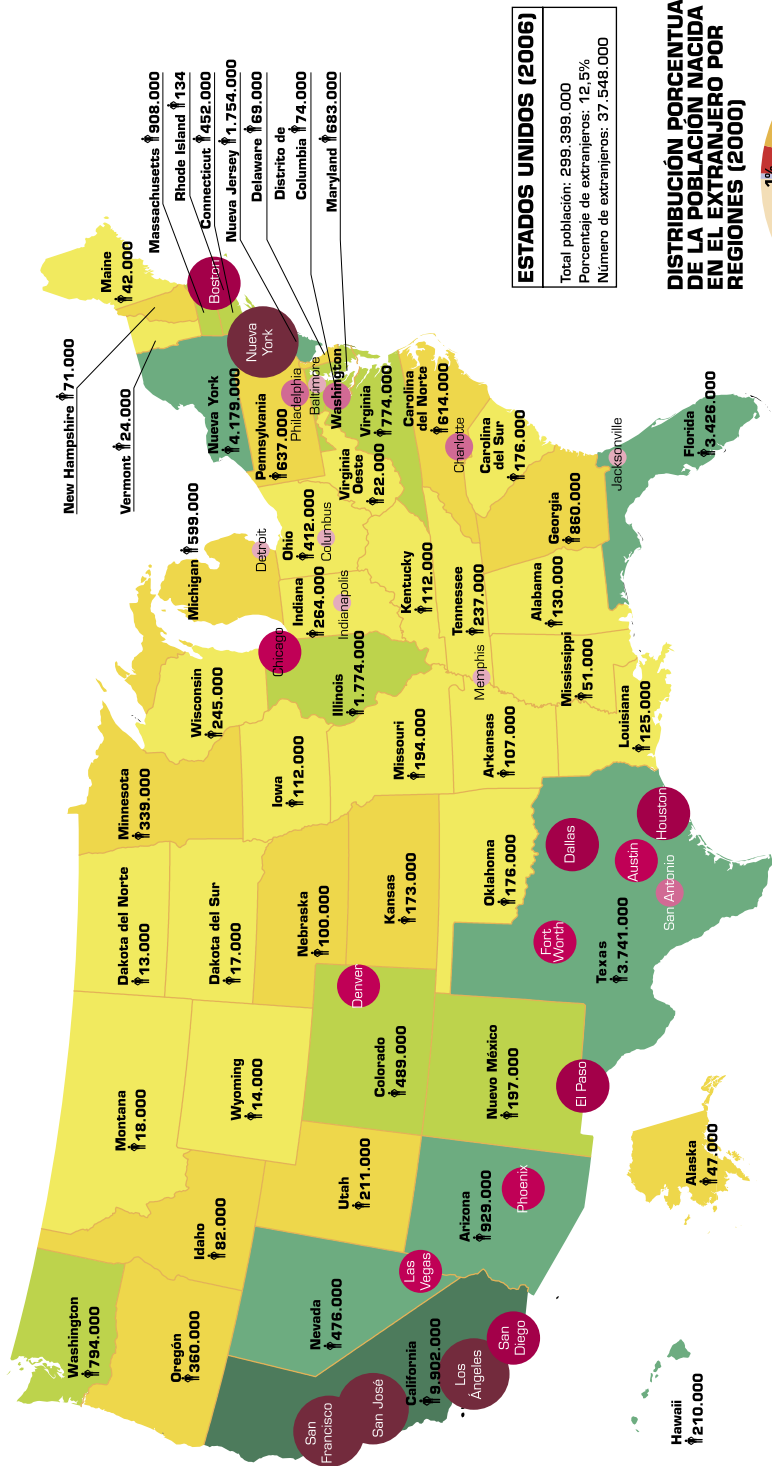 Washington
794.000
Oregón
360.000
California
9.902.000
San
Francisco
San José
Los
Ángeles
San
Diego
Nevada
476.000
Las
Vegas
Idaho
82.000
Montana
18.000
Wyoming
14.000
Utah
211.000
Arizona
929.000
Phoenix
Colorado
489.000
Denver
Nuevo México
197.000
El Paso
Dakota del Norte
13.000
Dakota del Sur
17.000
Nebraska
100.000
Kansas
173.000
Oklahoma
176.000
Texas
3.741.000
Fort
Worth
Dallas
Austin
San Antonio
Houston
Minnesota
339.000
Iowa
112.000
Missouri
194.000
Arkansas
107.000
Louisiana
125.000
Wisconsin
245.000
Illinois
1.774.000
Chicago
Michigan 599.000
Detroit
Indiana
264.000
Indianapolis
Ohio
412.000
Columbus
Kentucky
112.000
Tennessee
237.000
Memphis
Mississippi
51.000
Alabama
130.000
Georgia
860.000
Florida
3.426.000
Jacksonville
Carolina
del Sur
176.000
Carolina
del Norte
614.000
Charlotte
Virginia
Oeste
22.000
Virginia
774.000
Washington
Baltimore
Philadelphia
Pennsylvania
637.000
Nueva York
4.179.000
Nueva
York
Boston
Maine
42.000
New Hampshire 71.000
Vermont 24.000
Massachusetts 908.000
Rhode Island 134
Connecticut 452.000
Nueva Jersey 1.754.000
Delaware 69.000
Distrito de
Columbia 74.000
Maryland 683.000
Hawaii
210.000
Alaska
47.000
ESTADOS UNIDOS (2006)
Total población: 299.399.000
Porcentaje de extranjeros: 12,5%
Número de extranjeros: 37.548.000
DISTRIBUCIÓN PORCENTUA
DE LA POBLACIÓN NACIDA
EN EL EXTRANJERO POR
REGIONES (2000)
1%